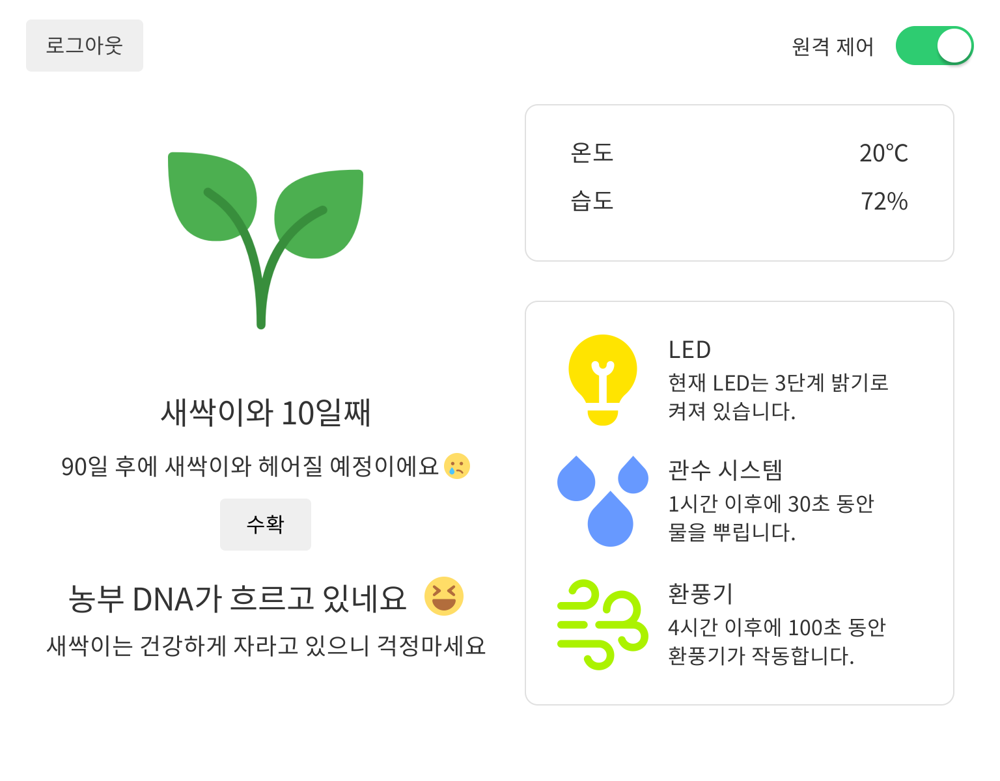 로그아웃
원격 제어
새싹이와 10일째
90일 후에 새싹이와 헤어질 예정이에요😢
수확
농부 DNA가 흐르고 있네요 😆
새싹이는 건강하게 자라고 있으니 걱정마세요
온도 20°C
습도 72%
LED
현재 LED는 3단계 밝기로
켜져 있습니다.
관수 시스템
1시간 이후에 30초 동안
물을 뿌립니다.
환풍기
4시간 이후에 100초 동안
환풍기가 작동합니다.